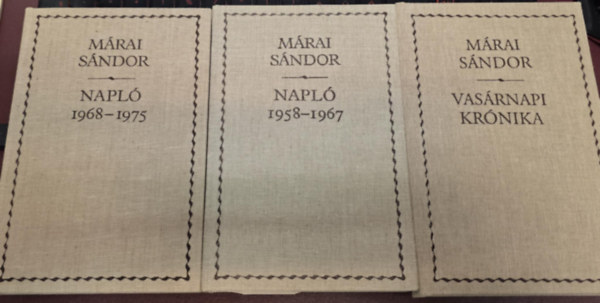 MÁRAI
SÁNDOR
NAPLÓ
1968–1975
MÁRAI
SÁNDOR
NAPLÓ
1958–1967
MÁRAI
SÁNDOR
VASÁRNAPI
KRÓNIKA